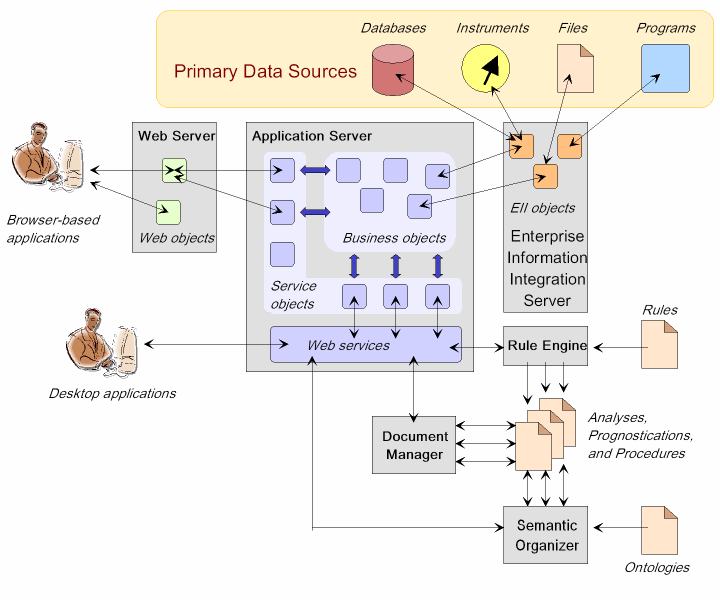 Databases
Instruments
Files
Programs
Primary Data Sources
Web Server
Application Server
Browser-based
applications
Web objects
Business objects
EII objects
Enterprise
Information
Integration
Server
Service
objects
Rules
Web services
Rule Engine
Desktop applications
Document
Manager
Analyses,
Prognostications,
and Procedures
Semantic
Organizer
Ontologies